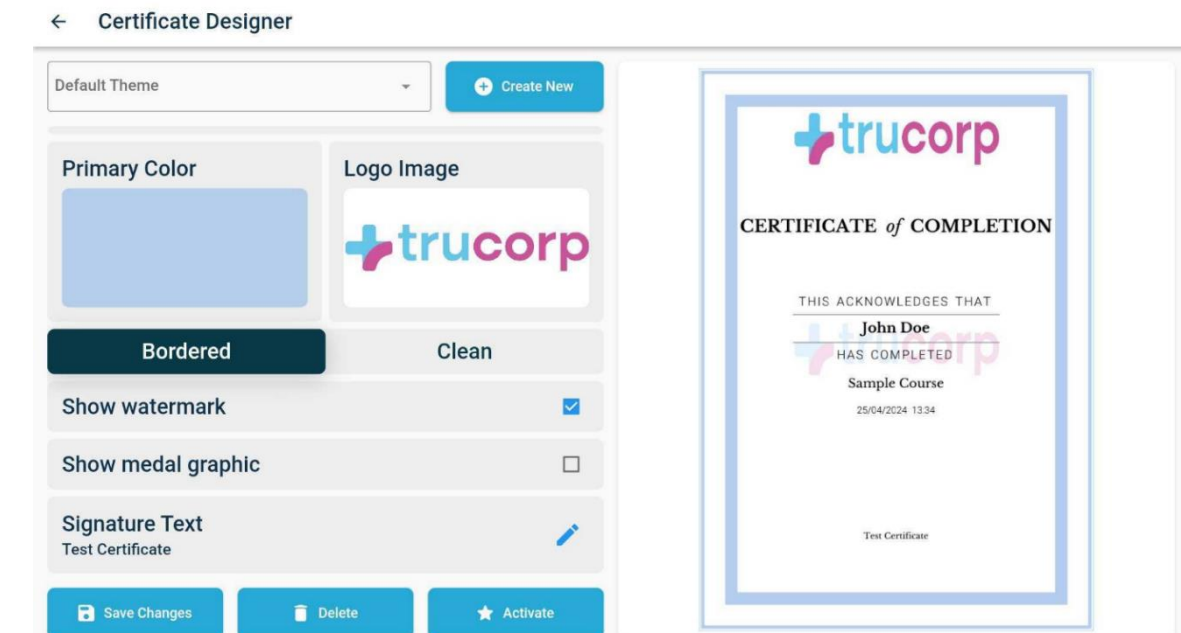 Certificate Designer
Default Theme
Create New
Primary Color
Logo Image
trucorp
Bordered
Clean
Show watermark
Show medal graphic
Signature Text
Test Certificate
Save Changes
Delete
Activate
trucorp
CERTIFICATE of COMPLETION
THIS ACKNOWLEDGES THAT
John Doe
trucorp
HAS COMPLETED
Sample Course
25/04/2024 13:34
Test Certificate